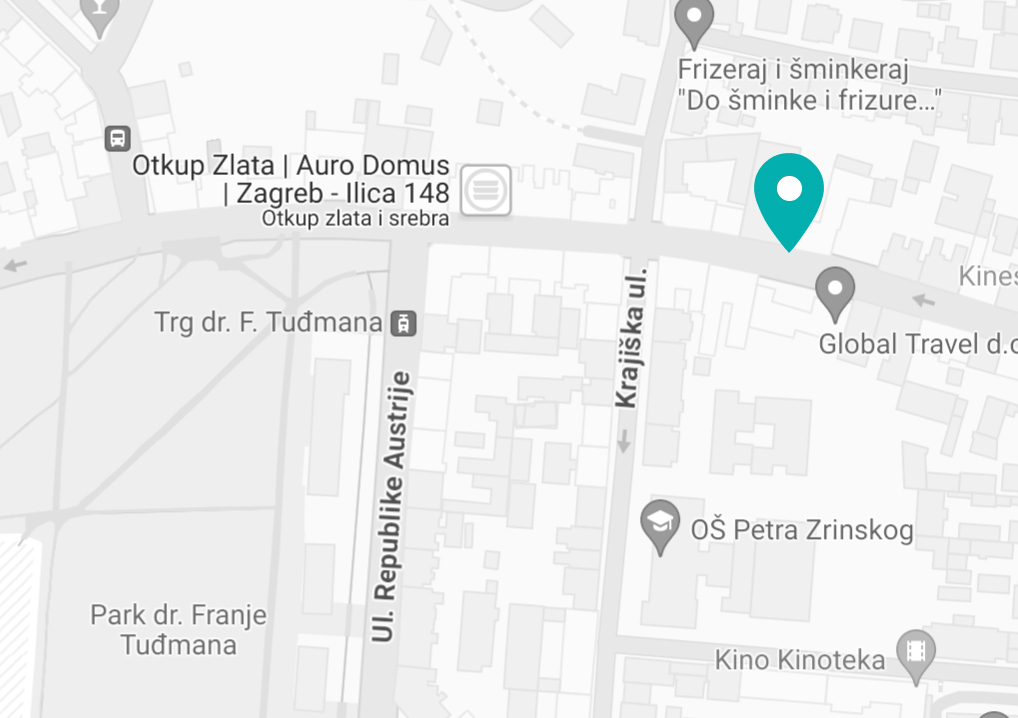 Frizeraj i šminkeraj
"Do šminke i frizure..."
Otkup Zlata | Auro Domus
| Zagreb - Ilica 148
Otkup zlata i srebra
Kines
Trg dr. F. Tuđmana
Krajiška ul.
Global Travel d.o
Ul. Republike Austrije
OŠ Petra Zrinskog
Park dr. Franje
Tuđmana
Kino Kinoteka